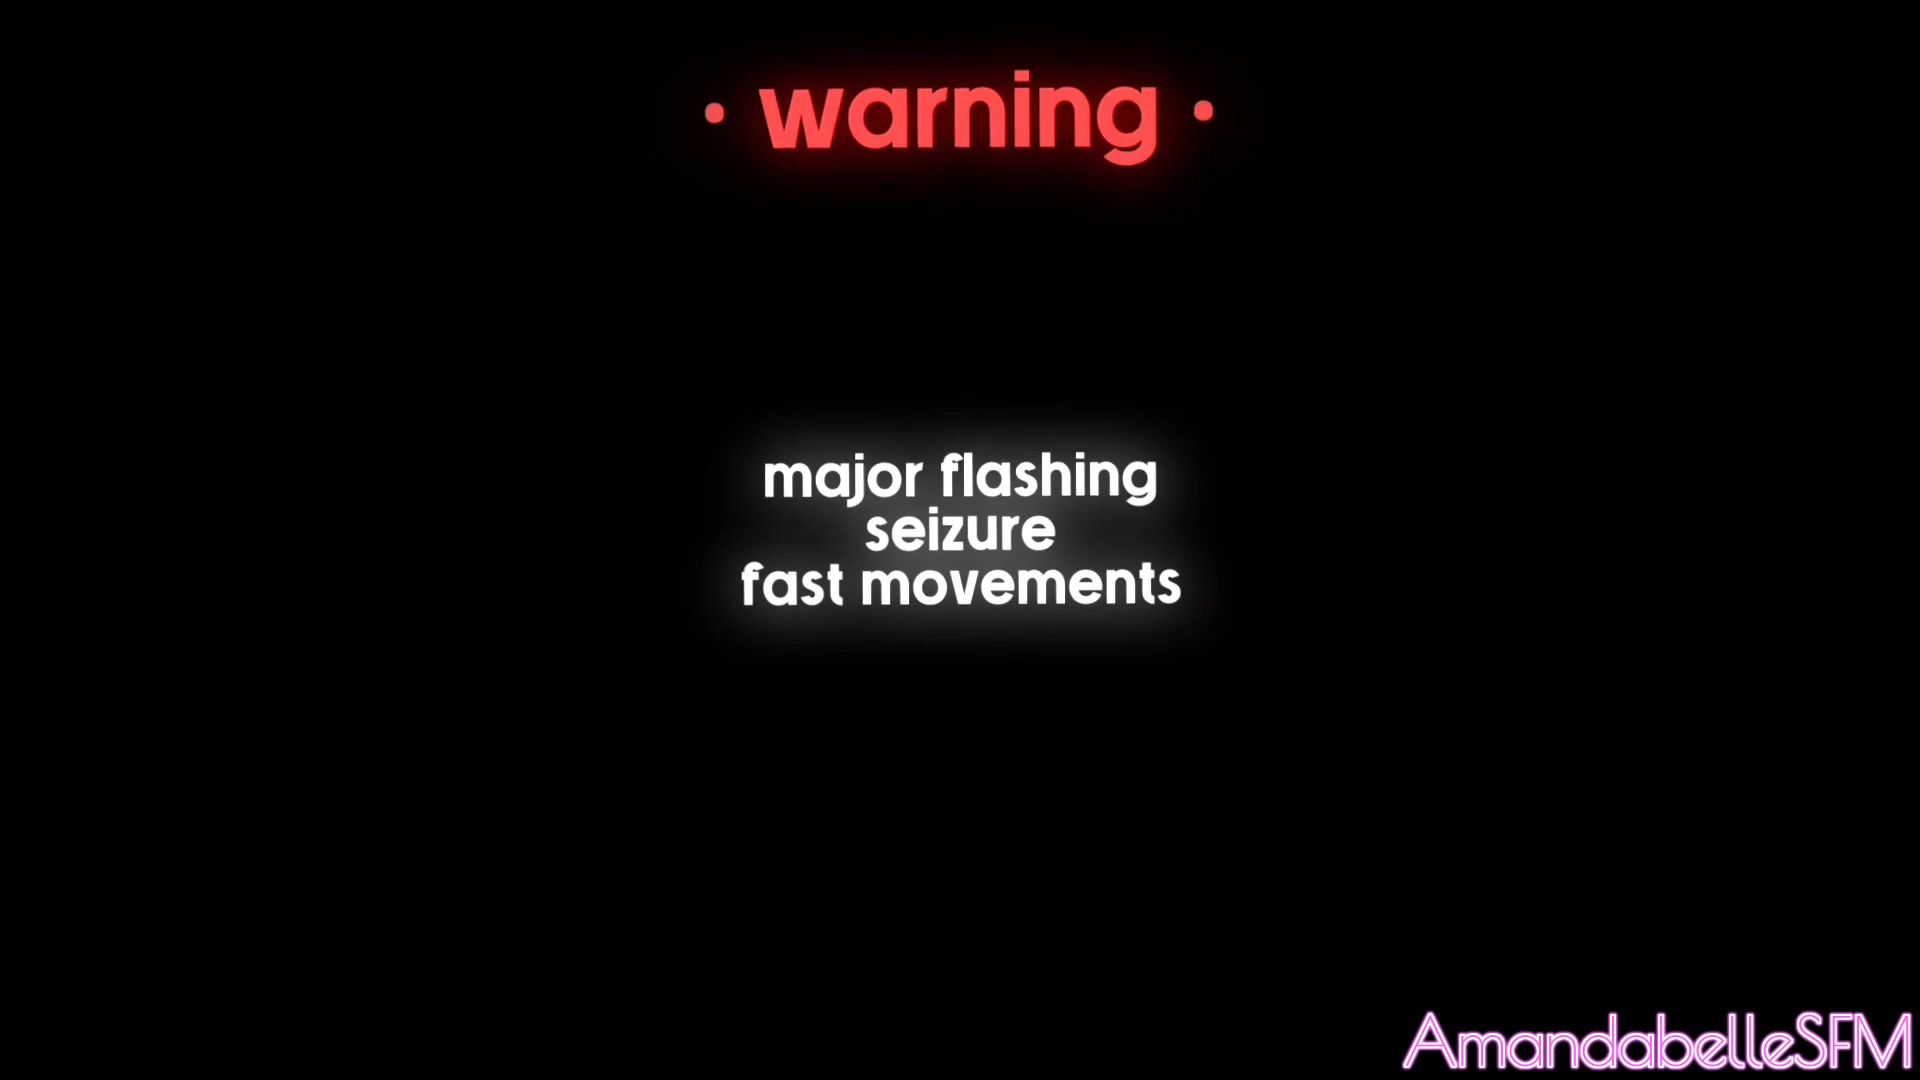 • warning •
major flashing
seizure
fast movements
AmandabelleSFM